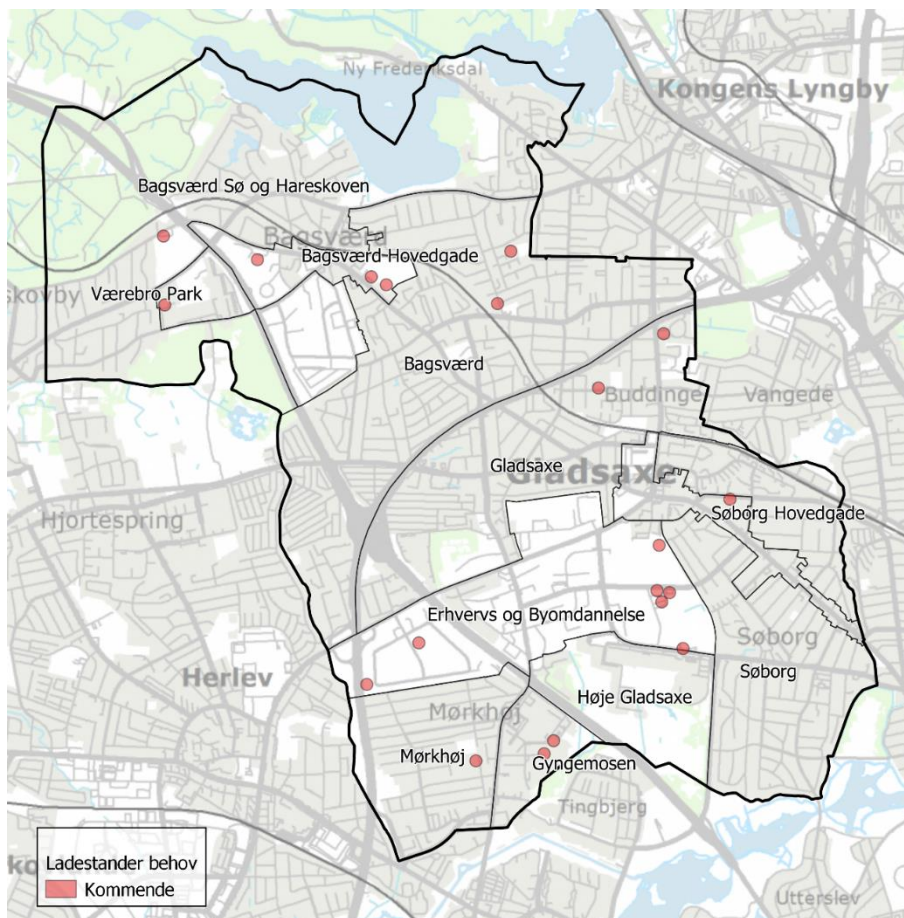 Ny Frederiksdal
Kongens Lyngby
Bagsværd Sø og Hareskoven
Bagsværd
Bagsværd Hovedgade
skovby
Værebro Park
Bagsværd
Buddinge
Vangede
Gladsaxe
Gladsaxe
Hjortespring
Søborg Hovedgade
Erhvervs og Byomdannelse
Søborg
Herlev
Høje Gladsaxe
Søborg
Mørkhøj
Mørkhøj
Gyngemosen
Tingbjerg
Ladestander behov
Kommende
Utterslev